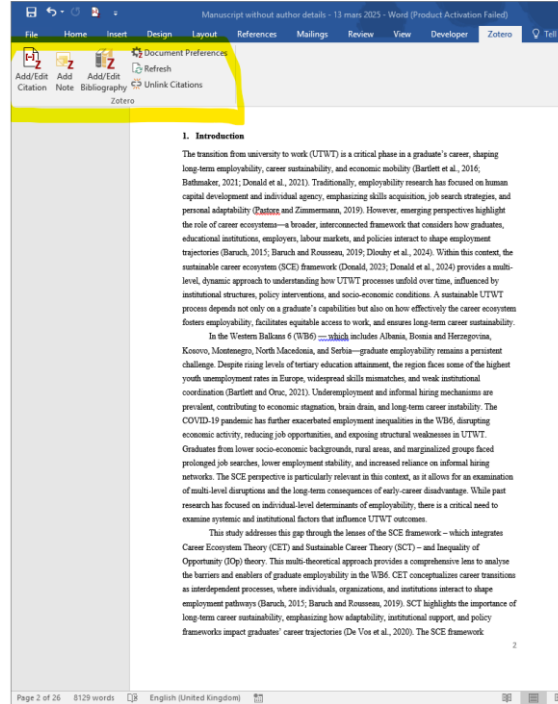 Manuscript without author details - 13 mars 2025 - Word (Product Activation Failed)
File Home Insert Design Layout References Mailings Review View Developer Zotero Tell
Add/Edit Citation
Add Note
Add/Edit Bibliography
Document Preferences
Refresh
Unlink Citations
Zotero
1. Introduction
The transition from university to work (UTWT) is a critical phase in a graduate's career, shaping
long-term employability, career sustainability, and economic mobility (Bartlett et al., 2016;
Bathmaker, 2021; Donald et al., 2021). Traditionally, employability research has focused on human
capital development and individual agency, emphasizing skills acquisition, job search strategies, and
personal adaptability (Pastore and Zimmermann, 2019). However, emerging perspectives highlight
the role of career ecosystems—a broader, interconnected framework that considers how graduates,
educational institutions, employers, labour markets, and policies interact to shape employment
trajectories (Baruch, 2015; Baruch and Rousseau, 2019; Dlouhy et al., 2024). Within this context, the
sustainable career ecosystem (SCE) framework (Donald, 2023; Donald et al., 2024) provides a multi-
level, dynamic approach to understanding how UTWT processes unfold over time, influenced by
institutional structures, policy interventions, and socio-economic conditions. A sustainable UTWT
process depends not only on a graduate's capabilities but also on how effectively the career ecosystem
fosters employability, facilitates equitable access to work, and ensures long-term career sustainability.
In the Western Balkans 6 (WB6) — which includes Albania, Bosnia and Herzegovina,
Kosovo, Montenegro, North Macedonia, and Serbia—graduate employability remains a persistent
challenge. Despite rising levels of tertiary education attainment, the region faces some of the highest
youth unemployment rates in Europe, widespread skills mismatches, and weak institutional
coordination (Bartlett and Oruc, 2021). Underemployment and informal hiring mechanisms are
prevalent, contributing to economic stagnation, brain drain, and long-term career instability. The
COVID-19 pandemic has further exacerbated employment inequalities in the WB6, disrupting
economic activity, reducing job opportunities, and exposing structural weaknesses in UTWT.
Graduates from lower socio-economic backgrounds, rural areas, and marginalized groups faced
prolonged job searches, lower employment stability, and increased reliance on informal hiring
networks. The SCE perspective is particularly relevant in this context, as it allows for an examination
of multi-level disruptions and the long-term consequences of early-career disadvantage. While past
research has focused on individual-level determinants of employability, there is a critical need to
examine systemic and institutional factors that influence UTWT outcomes.
This study addresses this gap through the lenses of the SCE framework – which integrates
Career Ecosystem Theory (CET) and Sustainable Career Theory (SCT) – and Inequality of
Opportunity (IOp) theory. This multi-theoretical approach provides a comprehensive lens to analyse
the barriers and enablers of graduate employability in the WB6. CET conceptualizes career transitions
as interdependent processes, where individuals, organizations, and institutions interact to shape
employment pathways (Baruch, 2015; Baruch and Rousseau, 2019). SCT highlights the importance of
long-term career sustainability, emphasizing how adaptability, institutional support, and policy
frameworks impact graduates' career trajectories (De Vos et al., 2020). The SCE framework
2
Page 2 of 26 8129 words English (United Kingdom)